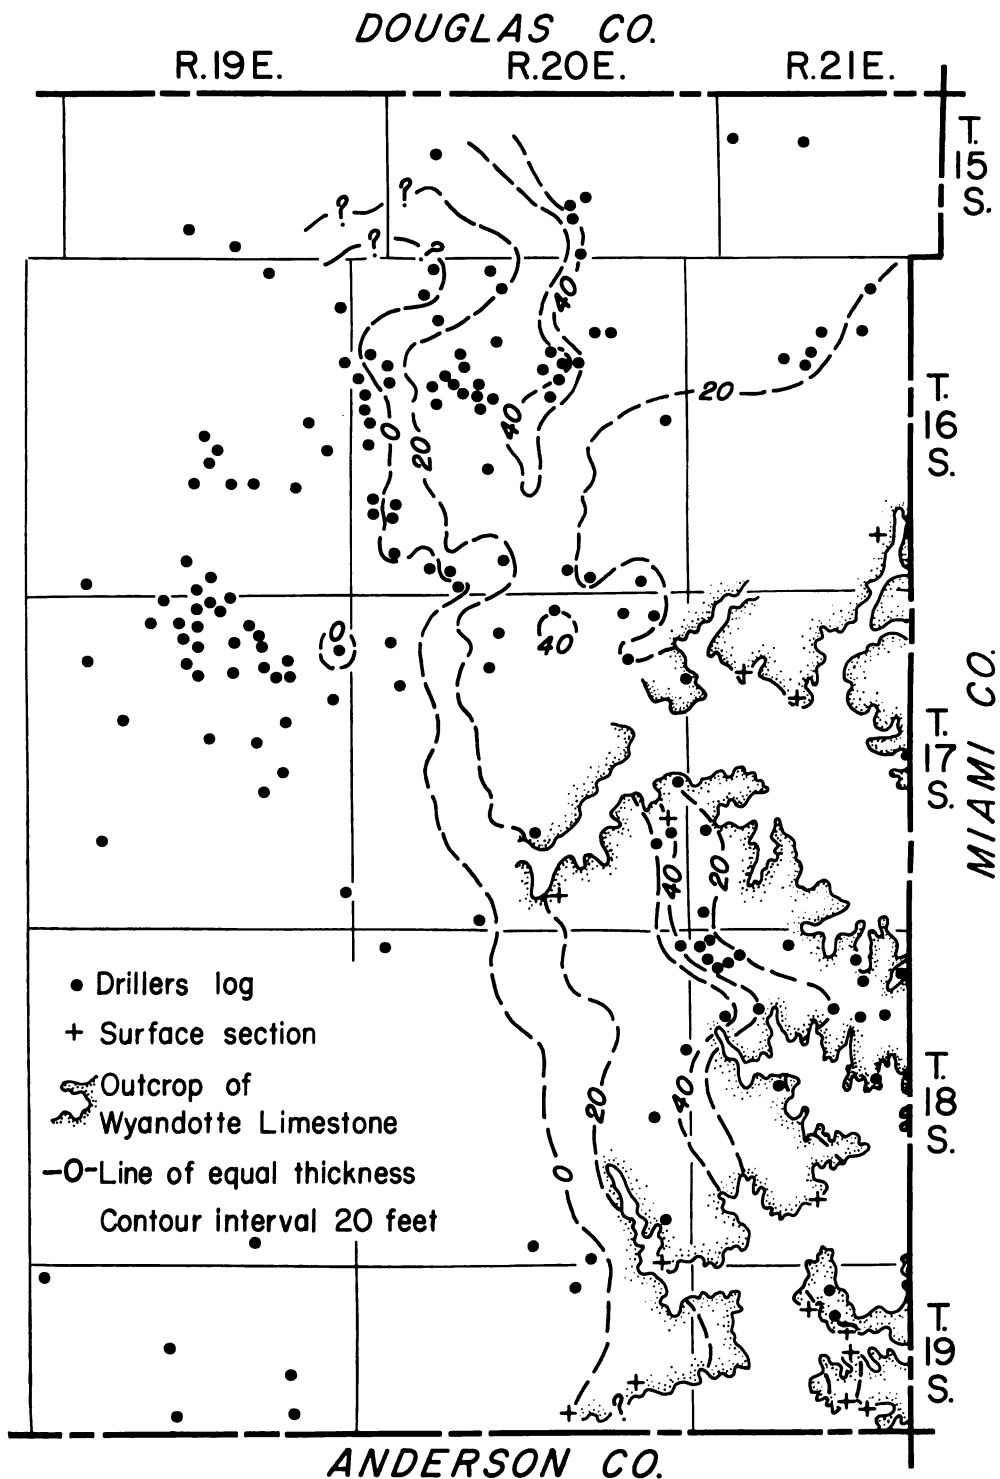 DOUGLAS CO.
R.19E. R.20E. R.21E.
T.
15
S.
?
?
?
?
40
20
T.
16
S.
40
0
20
0
40
MIAMI CO.
T.
17
S.
40
20
Drillers log
+ Surface section
Outcrop of
Wyandotte Limestone
-0-Line of equal thickness
Contour interval 20 feet
T.
18
S.
40
20
0
T.
19
S.
?
ANDERSON CO.